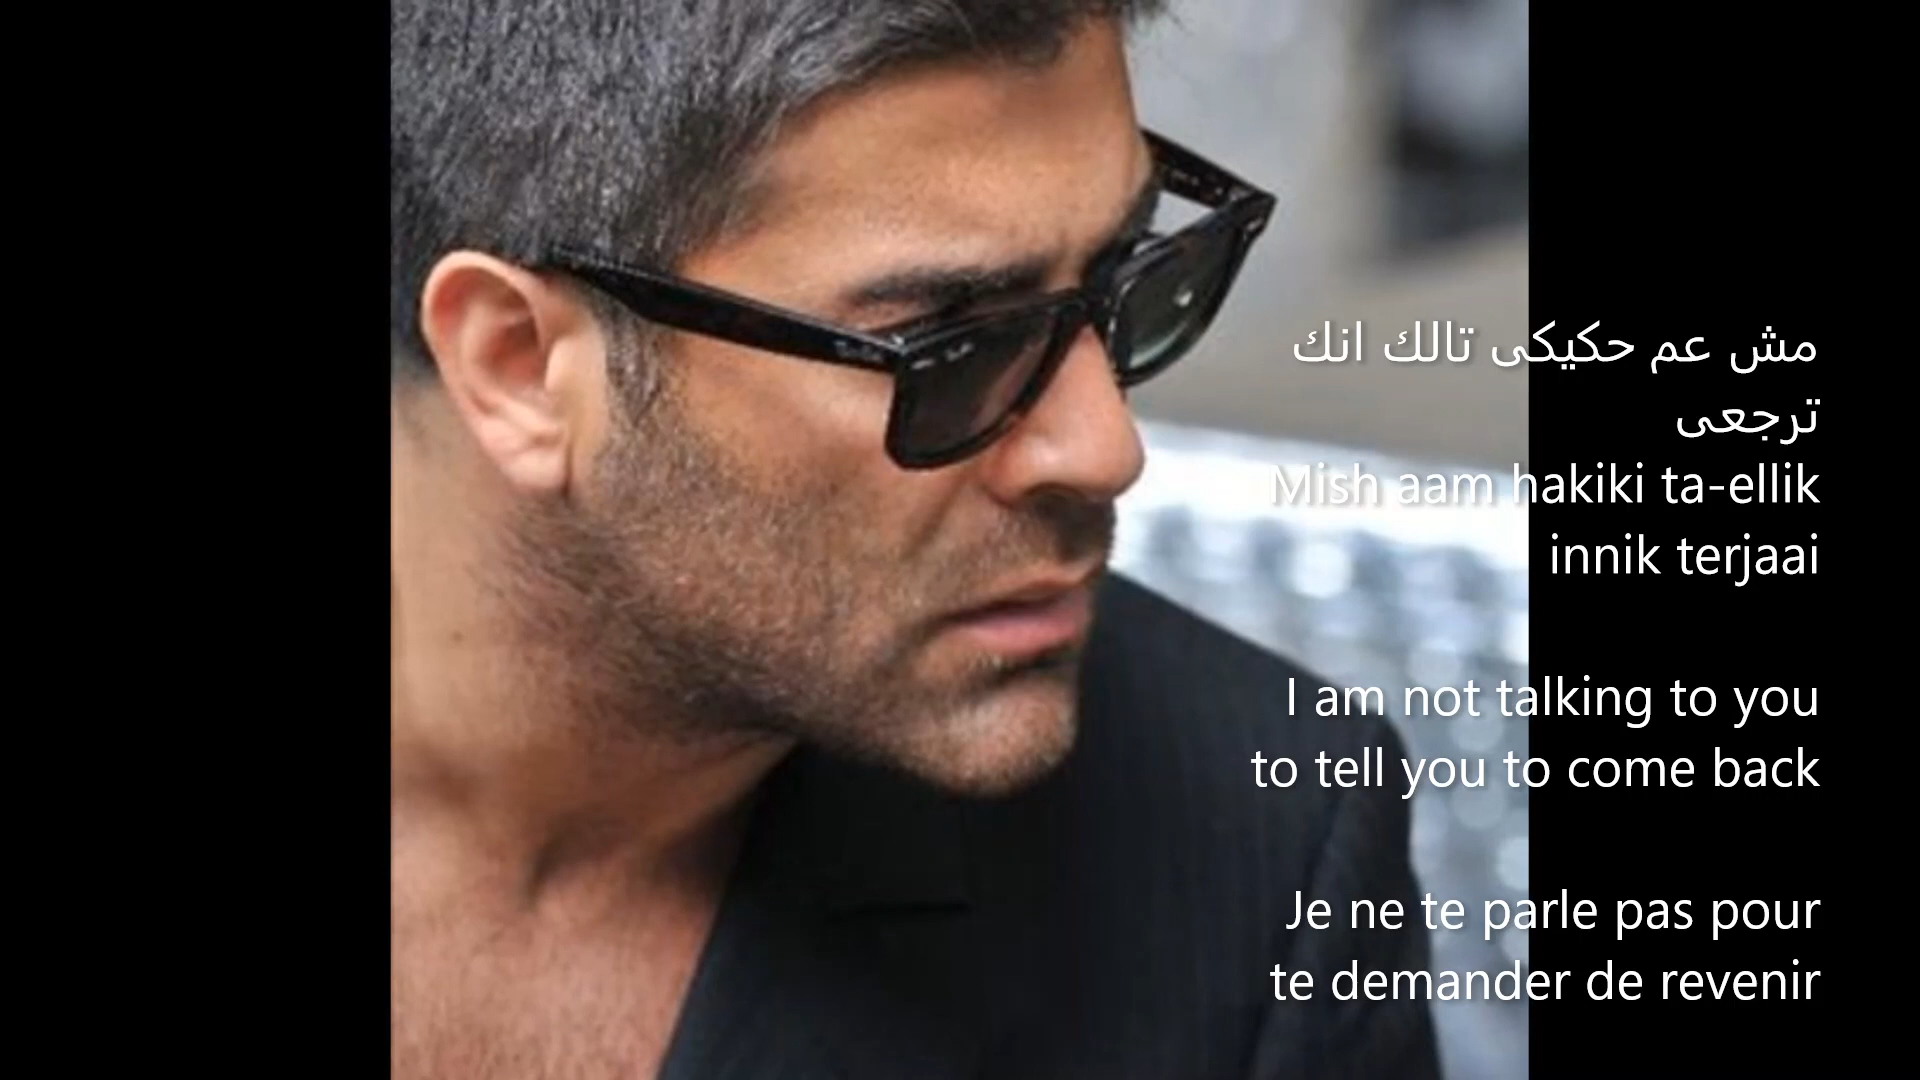 مش عم حكيكى تالك انك
ترجعى
Mish aam hakiki ta-ellik
innik terjaai
I am not talking to you
to tell you to come back
Je ne te parle pas pour
te demander de revenir